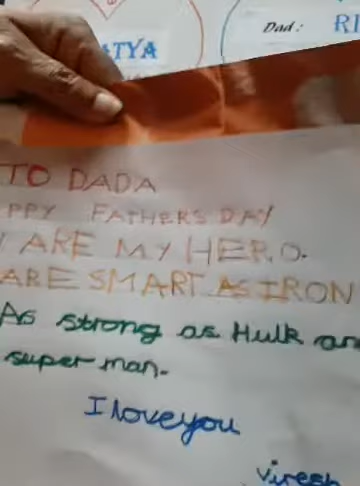 ATYA
Dad: RI
TO DADA
PPY FATHERS DAY
ARE MY HERO.
ARE SMART AS IRON
As strong as Hulk an
super man.
I love you
Viresh